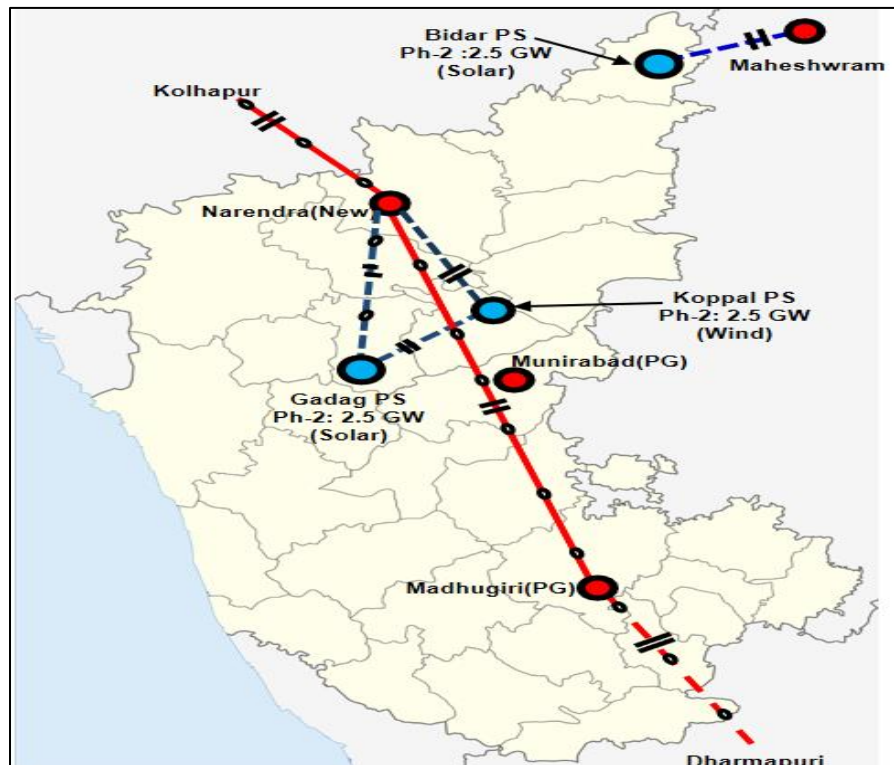 Bidar PS
Ph-2 :2.5 GW
(Solar)
Maheshwram
Kolhapur
Narendra(New
Koppal PS
Ph-2: 2.5 GW
(Wind)
Munirabad(PG)
Gadag PS
Ph-2: 2.5 GW
(Solar)
Madhugiri(PG)
Dharmapuri